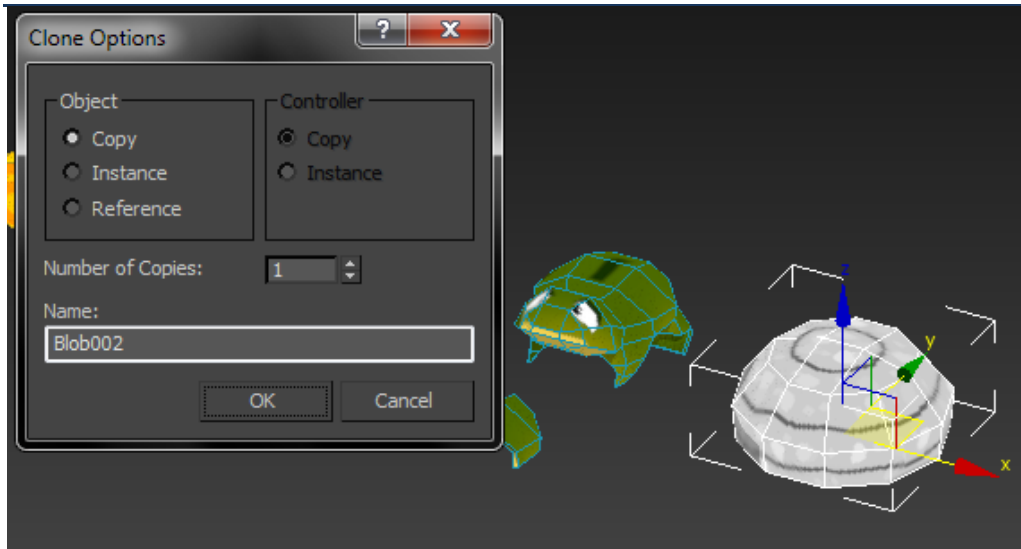 Clone Options
?
X
Object
Controller
Copy
Copy
Instance
Instance
Reference
Number of Copies:
1
Name:
Blob002
OK
Cancel
z
y
x